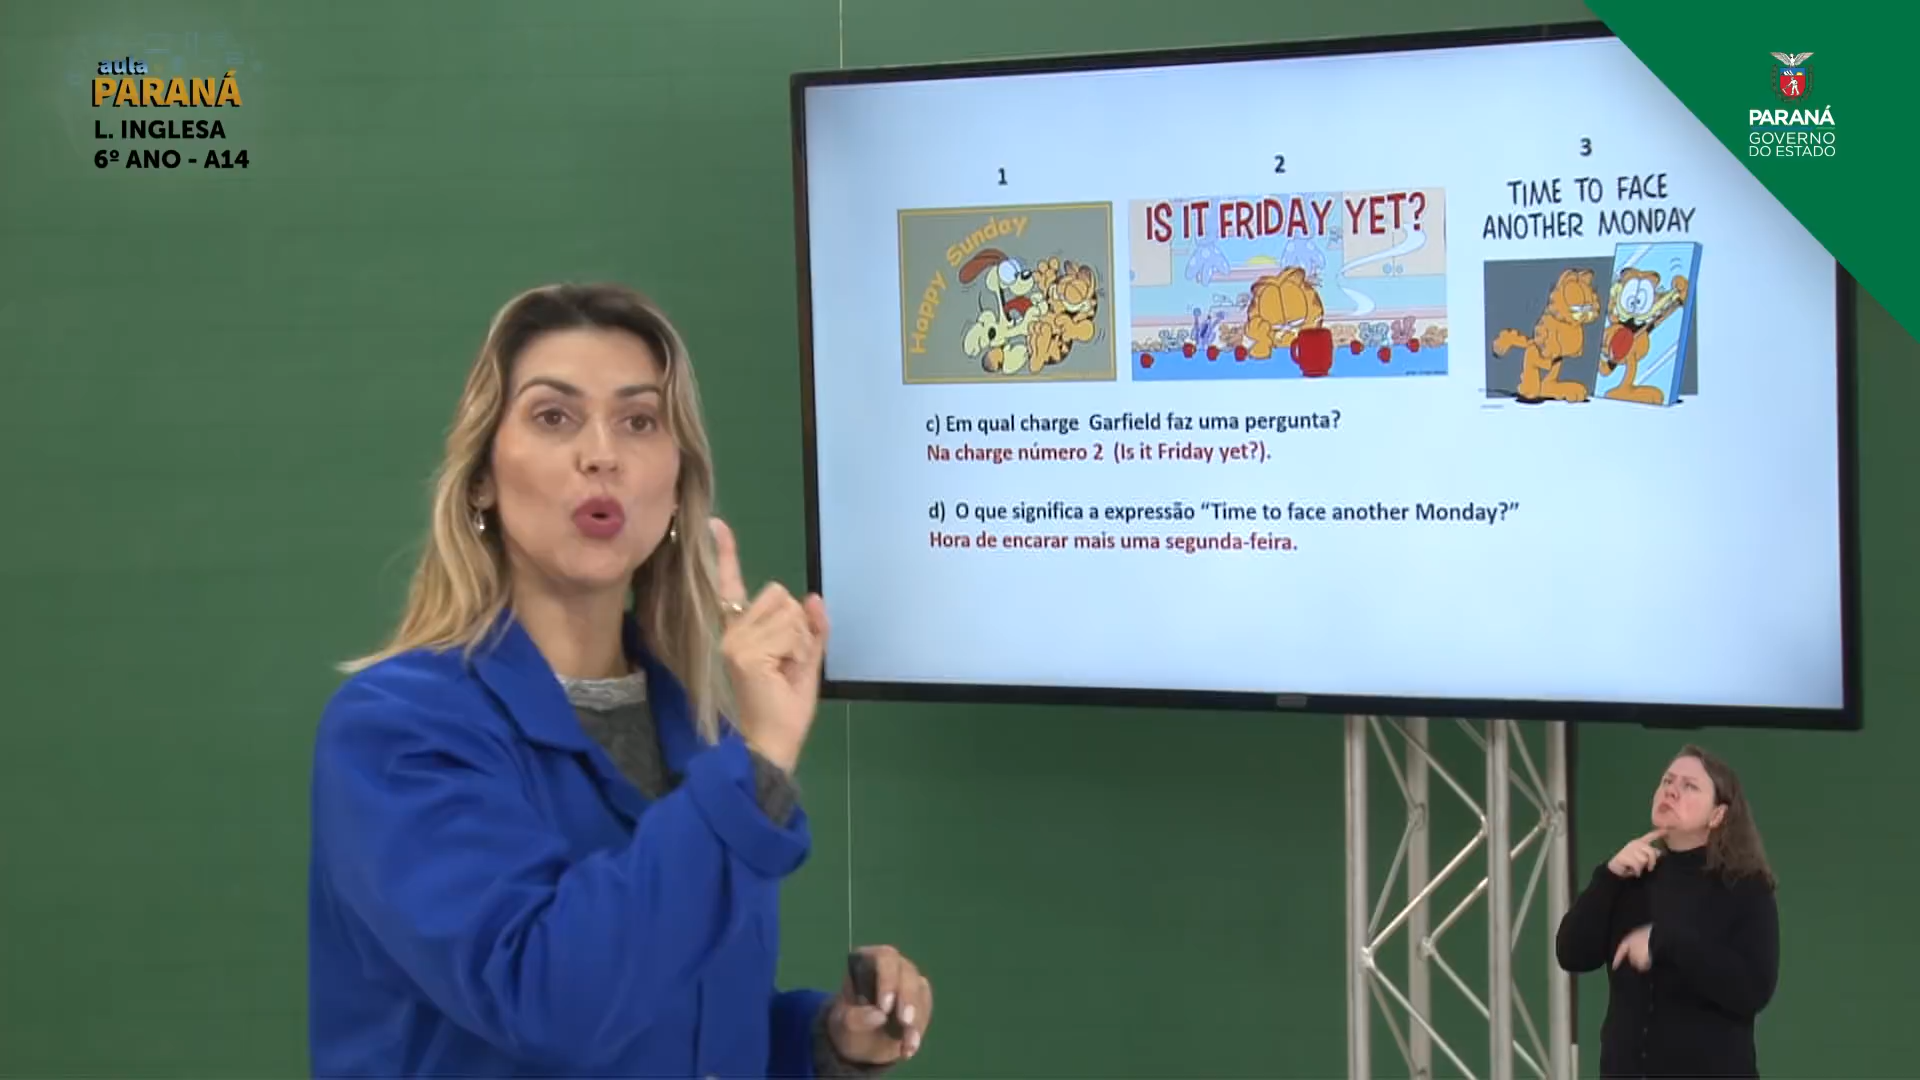 aula
PARANÁ
L. INGLESA
6º ANO - A14
PARANÁ
GOVERNO
DO ESTADO
1
2
3
Happy Sunday
IS IT FRIDAY YET?
TIME TO FACE
ANOTHER MONDAY
c) Em qual charge Garfield faz uma pergunta?
Na charge número 2 (Is it Friday yet?).
d) O que significa a expressão “Time to face another Monday?”
Hora de encarar mais uma segunda-feira.